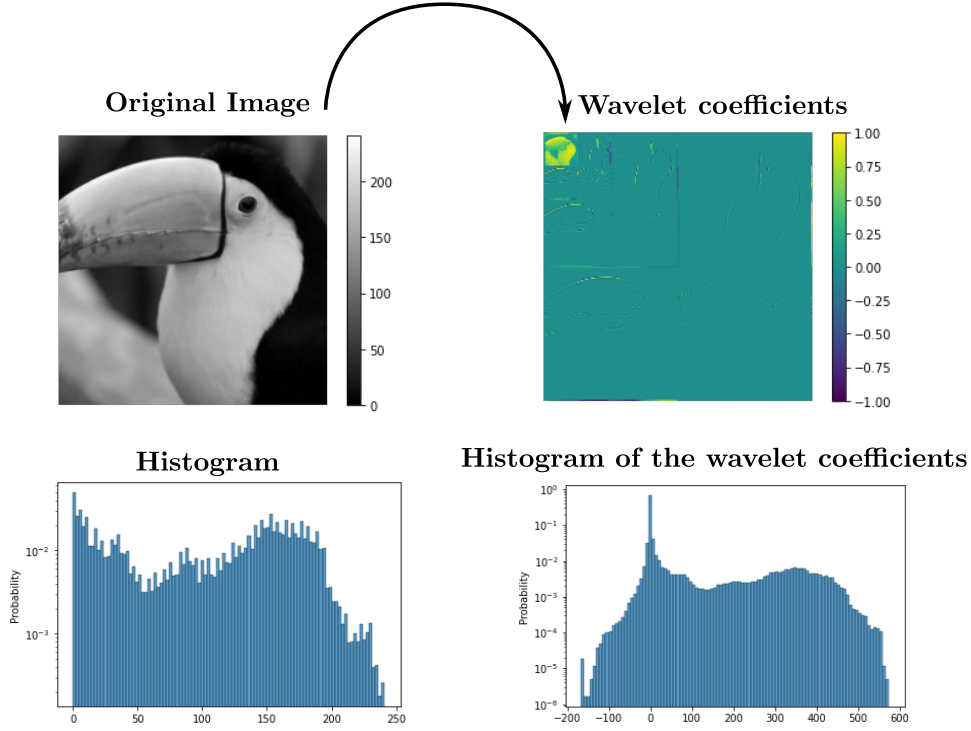 Original Image
Wavelet coefficients
200
150
100
50
0
1.00
0.75
0.50
0.25
0.00
−0.25
−0.50
−0.75
−1.00
Histogram
Histogram of the wavelet coefficients
Probability
10⁻²
10⁻³
0 50 100 150 200 250
Probability
10⁰
10⁻¹
10⁻²
10⁻³
10⁻⁴
10⁻⁵
10⁻⁶
−200 −100 0 100 200 300 400 500 600